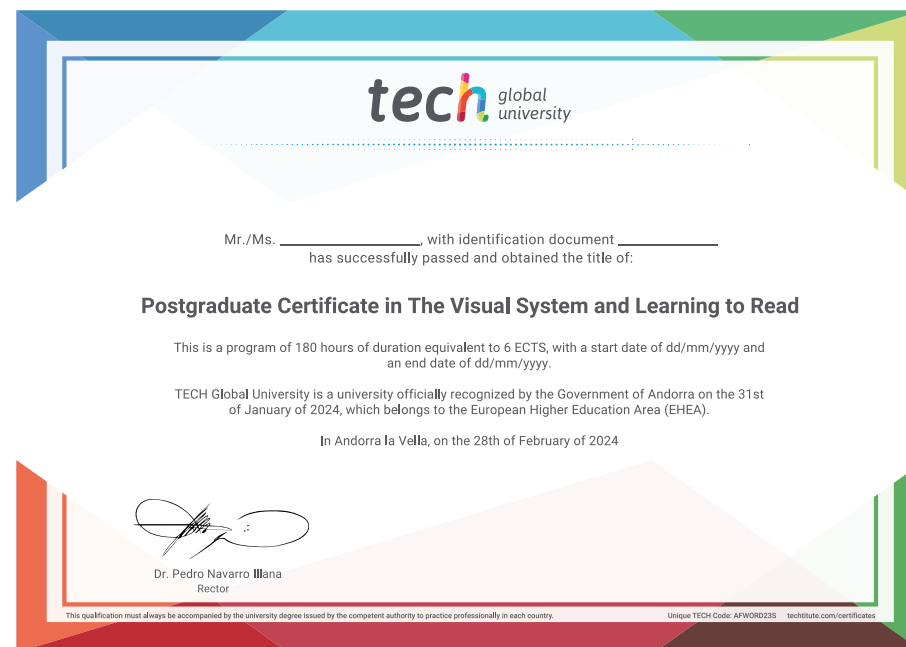 tech global
university
Mr./Ms. ____________, with identification document ____________
has successfully passed and obtained the title of:
Postgraduate Certificate in The Visual System and Learning to Read
This is a program of 180 hours of duration equivalent to 6 ECTS, with a start date of dd/mm/yyyy and
an end date of dd/mm/yyyy.
TECH Global University is a university officially recognized by the Government of Andorra on the 31st
of January of 2024, which belongs to the European Higher Education Area (EHEA).
In Andorra la Vella, on the 28th of February of 2024
Dr. Pedro Navarro Illana
Rector
This qualification must always be accompanied by the university degree issued by the competent authority to practice professionally in each country.
Unique TECH Code: AFWORD23S techtitute.com/certificates